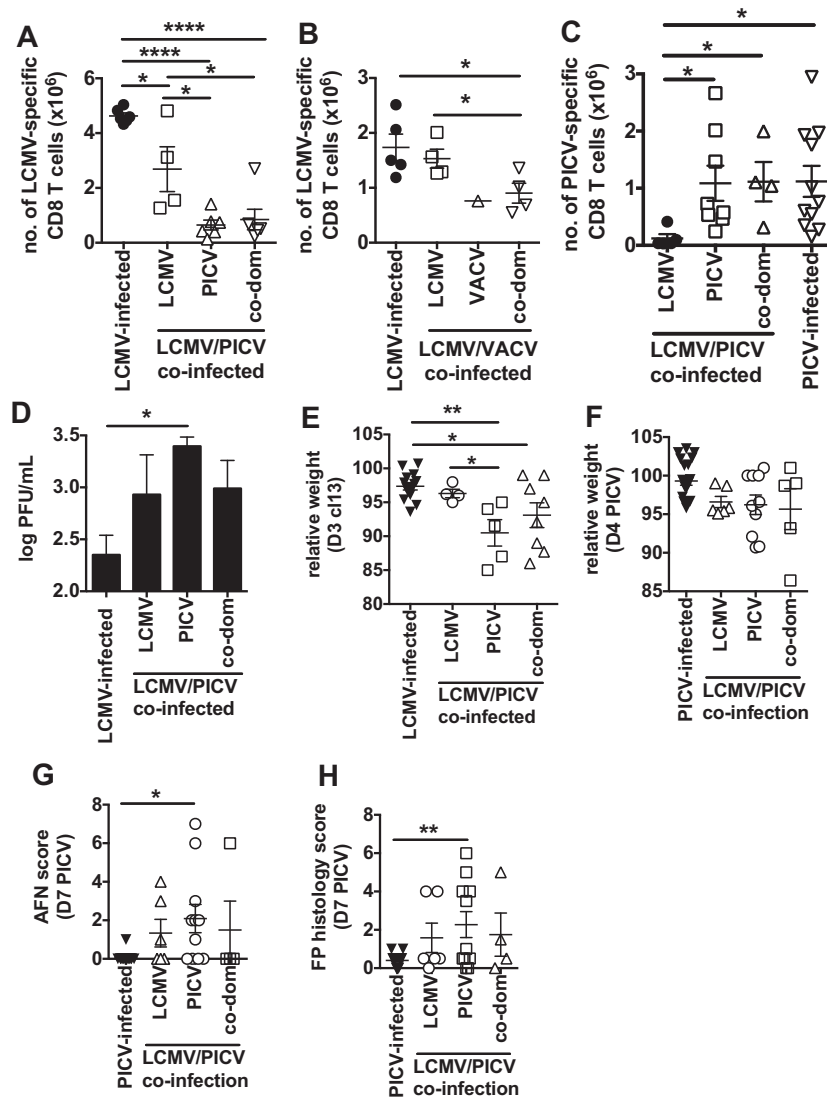 A
****
****
*
*
*
no. of LCMV-specific
CD8 T cells (x10⁶)
6
4
2
0
LCMV-infected
LCMV
PICV
co-dom
LCMV/PICV
co-infected
B
*
*
no. of LCMV-specific
CD8 T cells (x10⁶)
3
2
1
0
LCMV-infected
LCMV
VACV
co-dom
LCMV/VACV
co-infected
C
*
*
*
no. of PICV-specific
CD8 T cells (x10⁶)
3
2
1
0
LCMV
PICV
co-dom
PICV-infected
LCMV/PICV
co-infected
D
*
log PFU/mL
3.5
3.0
2.5
2.0
LCMV-infected
LCMV
PICV
co-dom
LCMV/PICV
co-infected
E
**
*
*
relative weight
(D3 cl13)
105
100
95
90
85
80
LCMV-infected
LCMV
PICV
co-dom
LCMV/PICV
co-infected
F
relative weight
(D4 PICV)
105
100
95
90
85
PICV-infected
LCMV
PICV
co-dom
LCMV/PICV
co-infection
G
*
AFN score
(D7 PICV)
8
6
4
2
0
PICV-infected
LCMV
PICV
co-dom
LCMV/PICV
co-infection
H
**
FP histology score
(D7 PICV)
8
6
4
2
0
PICV-infected
LCMV
PICV
co-dom
LCMV/PICV
co-infection